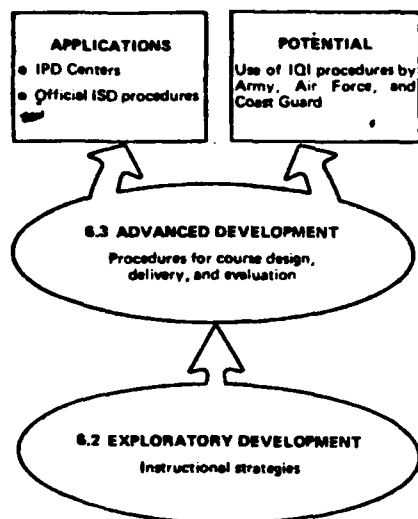 APPLICATIONS
• IPD Centers
• Official ISD procedures
POTENTIAL
Use of IQI procedures by
Army, Air Force, and
Coast Guard
6.3 ADVANCED DEVELOPMENT
Procedures for course design,
delivery, and evaluation
6.2 EXPLORATORY DEVELOPMENT
Instructional strategies